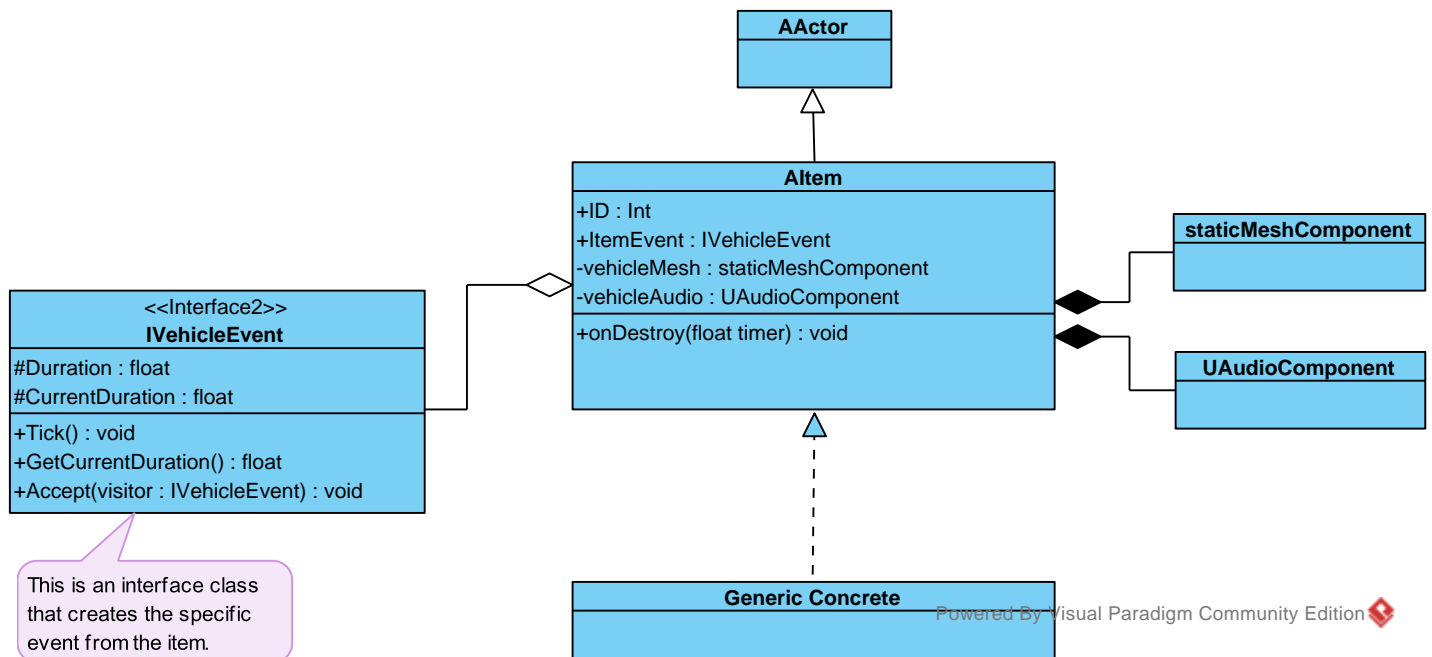 AActor
AItem
+ID : Int
+ItemEvent : IVehicleEvent
-vehicleMesh : staticMeshComponent
-vehicleAudio : UAudioComponent
+onDestroy(float timer) : void
staticMeshComponent
UAudioComponent
<<Interface2>>
IVehicleEvent
#Durration : float
#CurrentDuration : float
+Tick() : void
+GetCurrentDuration() : float
+Accept(visitor : IVehicleEvent) : void
This is an interface class
that creates the specific
event from the item.
Generic Concrete
Powered By Visual Paradigm Community Edition